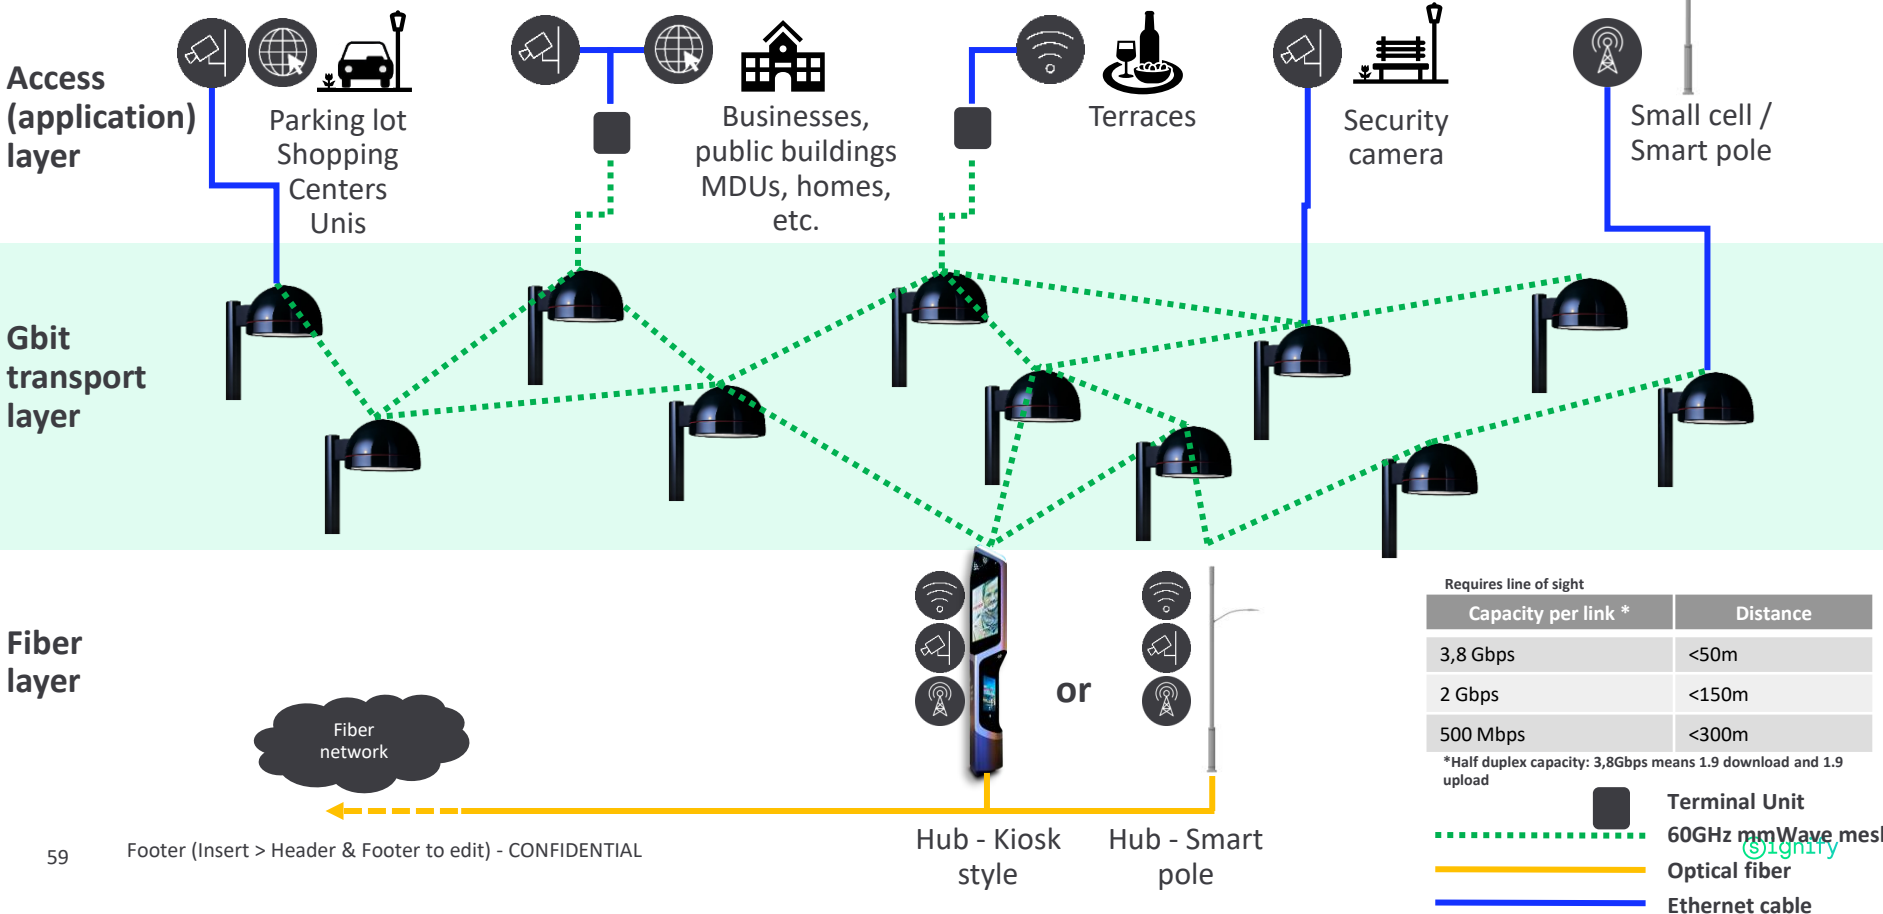 Access
(application)
layer
Parking lot
Shopping
Centers
Unis
Businesses,
public buildings
MDUs, homes,
etc.
Terraces
Security
camera
Small cell /
Smart pole
Gbit
transport
layer
Fiber
layer
Fiber
network
or
Hub - Kiosk
style
Hub - Smart
pole
Requires line of sight
Capacity per link * Distance
3,8 Gbps <50m
2 Gbps <150m
500 Mbps <300m
*Half duplex capacity: 3,8Gbps means 1.9 download and 1.9
upload
Terminal Unit
60GHz mmWave mesh
Optical fiber
Ethernet cable
59
Footer (Insert > Header & Footer to edit) - CONFIDENTIAL
Signify